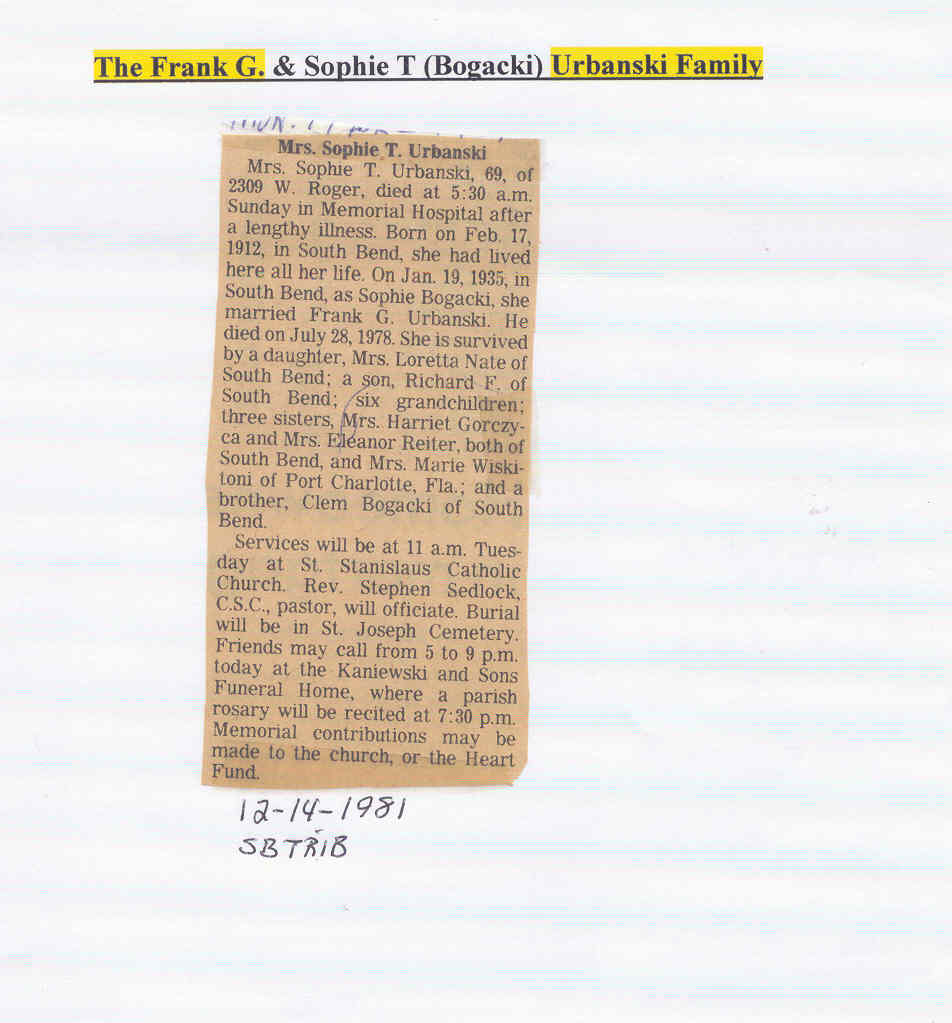 The Frank G. & Sophie T (Bogacki) Urbanski Family
Mrs. Sophie T. Urbanski
Mrs. Sophie T. Urbanski, 69, of
2309 W. Roger, died at 5:30 a.m.
Sunday in Memorial Hospital after
a lengthy illness. Born on Feb. 17,
1912, in South Bend, she had lived
here all her life. On Jan. 19, 1935, in
South Bend, as Sophie Bogacki, she
married Frank G. Urbanski. He
died on July 28, 1978. She is survived
by a daughter, Mrs. Loretta Nate of
South Bend; a son, Richard F. of
South Bend; six grandchildren;
three sisters, Mrs. Harriet Gorczy-
ca and Mrs. Eleanor Reiter, both of
South Bend, and Mrs. Marie Wiski-
toni of Port Charlotte, Fla.; and a
brother, Clem Bogacki of South
Bend.
Services will be at 11 a.m. Tues-
day at St. Stanislaus Catholic
Church. Rev. Stephen Sedlock,
C.S.C., pastor, will officiate. Burial
will be in St. Joseph Cemetery.
Friends may call from 5 to 9 p.m.
today at the Kaniewski and Sons
Funeral Home, where a parish
rosary will be recited at 7:30 p.m.
Memorial contributions may be
made to the church, or the Heart
Fund.
12-14-1981
SBTRIB